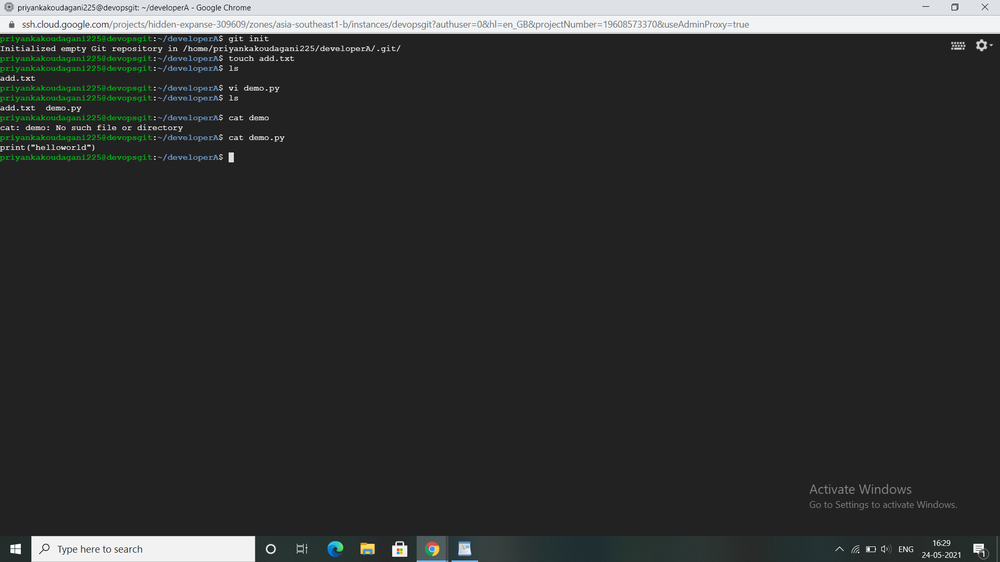 priyankakoudagani225@devopsgit: ~/developerA - Google Chrome
ssh.cloud.google.com/projects/hidden-expanse-309609/zones/asia-southeast1-b/instances/devopsgit?authuser=0&hl=en_GB&projectNumber=19608573370&useAdminProxy=true
priyankakoudagani225@devopsgit:~/developerA$ git init
Initialized empty Git repository in /home/priyankakoudagani225/developerA/.git/
priyankakoudagani225@devopsgit:~/developerA$ touch add.txt
priyankakoudagani225@devopsgit:~/developerA$ ls
add.txt
priyankakoudagani225@devopsgit:~/developerA$ vi demo.py
priyankakoudagani225@devopsgit:~/developerA$ ls
add.txt  demo.py
priyankakoudagani225@devopsgit:~/developerA$ cat demo
cat: demo: No such file or directory
priyankakoudagani225@devopsgit:~/developerA$ cat demo.py
print("helloworld")
priyankakoudagani225@devopsgit:~/developerA$
Activate Windows
Go to Settings to activate Windows.
Type here to search
ENG
16:29
24-05-2021
1